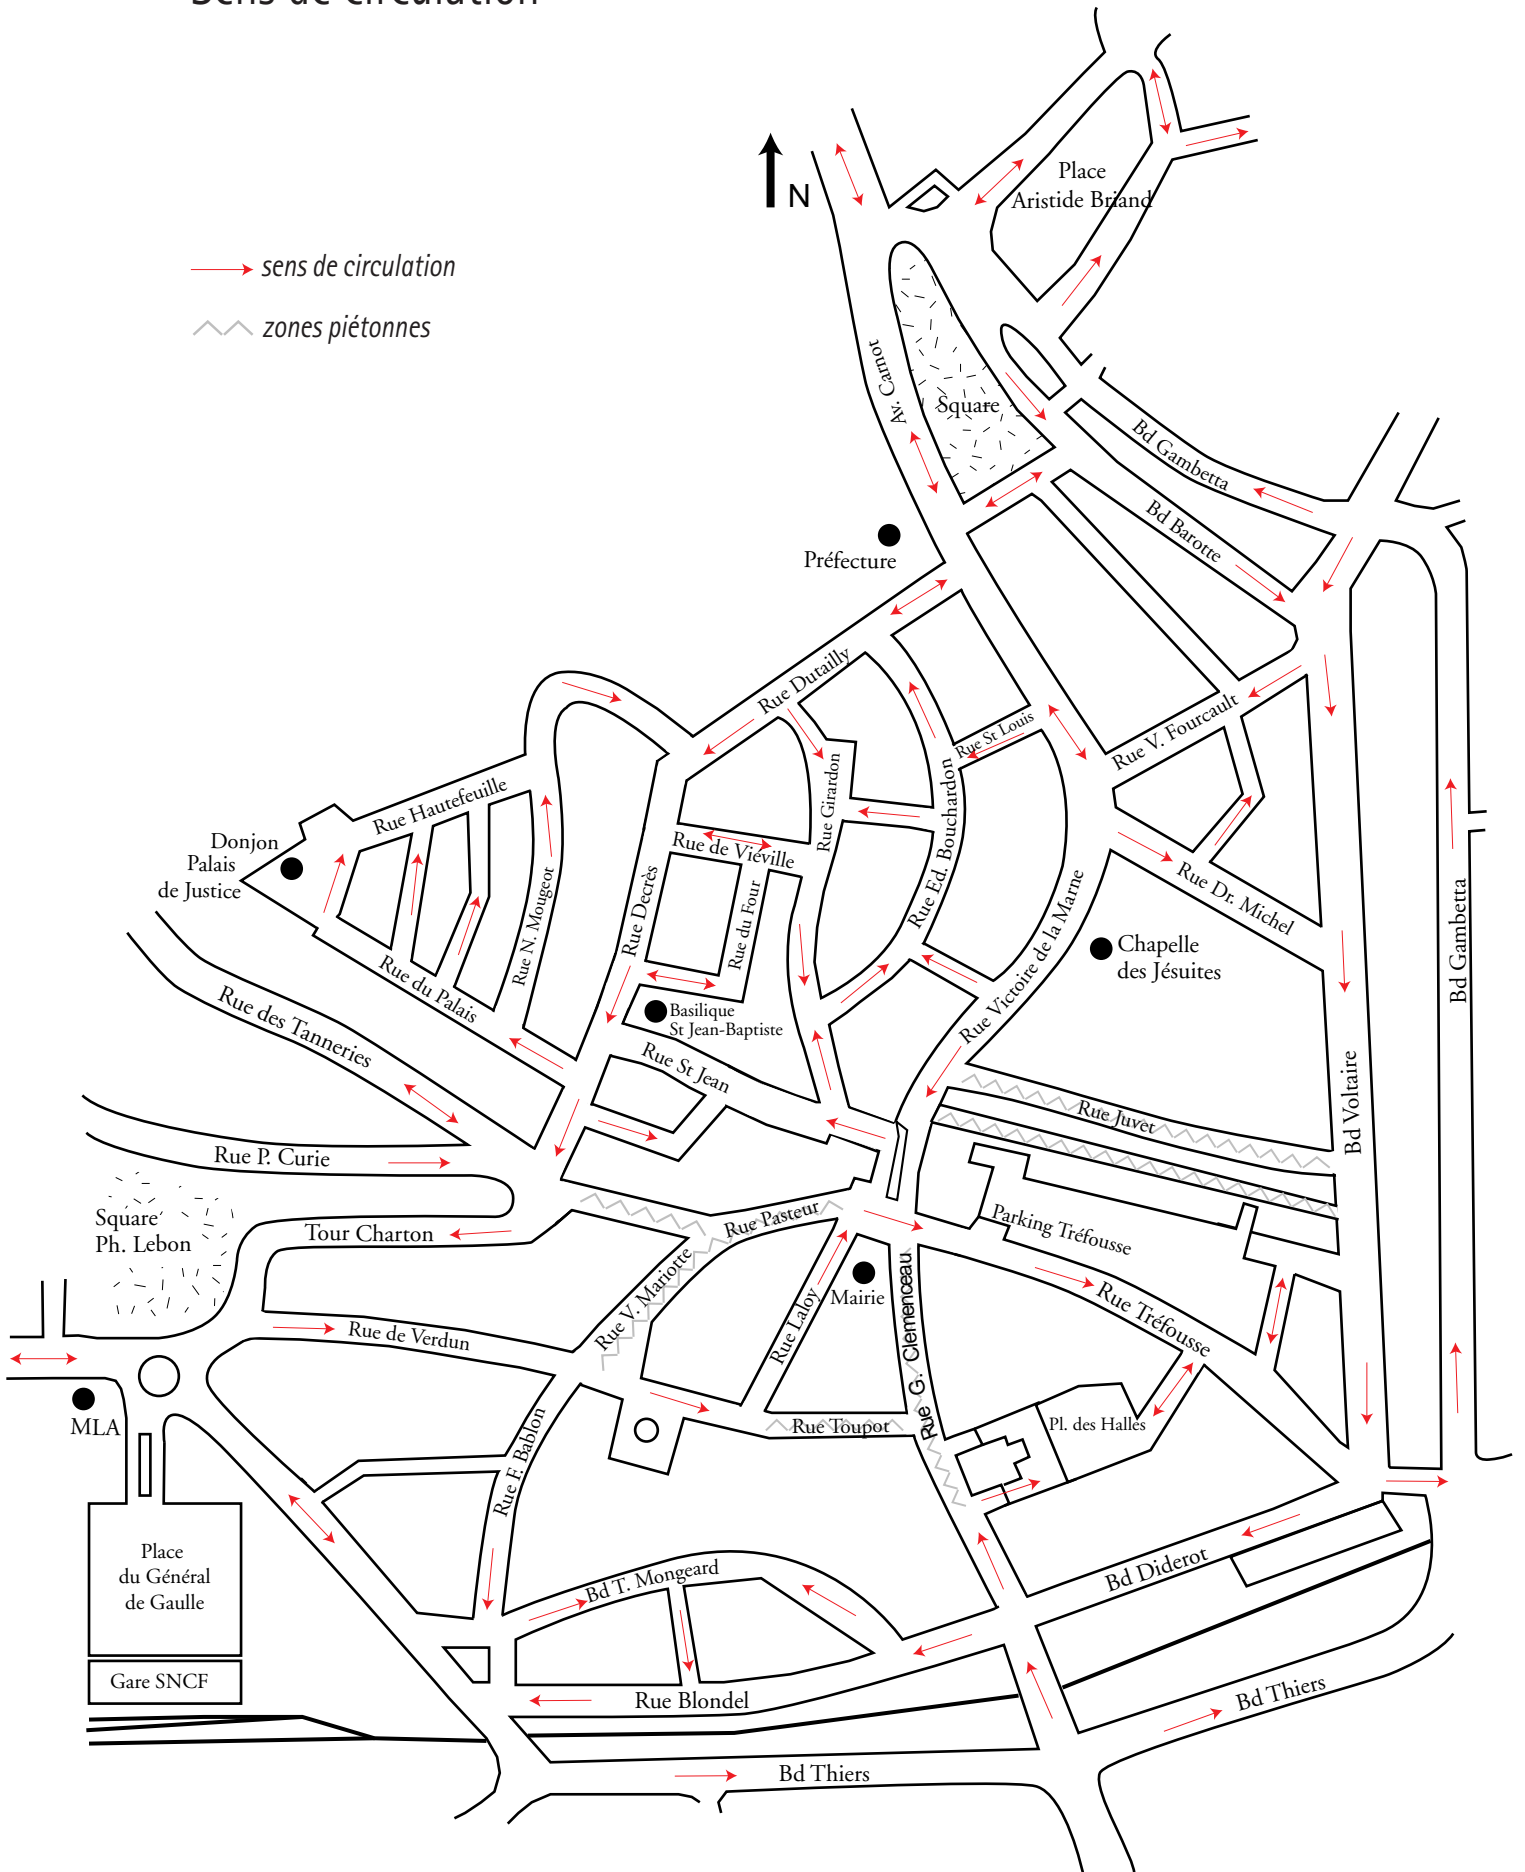 Sens de circulation
N
sens de circulation
zones piétonnes
Place
Aristide Briand
Av. Carnot
Square
Bd Gambetta
Bd Barotte
Préfecture
Rue Dutailly
Rue St Louis
Rue V. Fourcault
Rue Hautefeuille
Rue Girardon
Rue Ed. Bouchardon
Donjon
Palais
de Justice
Rue de Viéville
Rue Decrès
Rue du Four
Rue N. Mougeot
Rue Dr. Michel
Rue Victoire de la Marne
Chapelle
des Jésuites
Bd Gambetta
Rue du Palais
Rue des Tanneries
Basilique
St Jean-Baptiste
Rue St Jean
Rue Juvet
Bd Voltaire
Rue P. Curie
Square
Ph. Lebon
Tour Charton
Rue Pasteur
Parking Tréfousse
Rue V. Mariotte
Mairie
Rue Laloy
Rue G. Clemenceau
Rue Tréfousse
Rue de Verdun
MLA
Rue F. Bablon
Rue Toupot
Pl. des Halles
Place
du Général
de Gaulle
Bd T. Mongeard
Bd Diderot
Gare SNCF
Rue Blondel
Bd Thiers
Bd Thiers